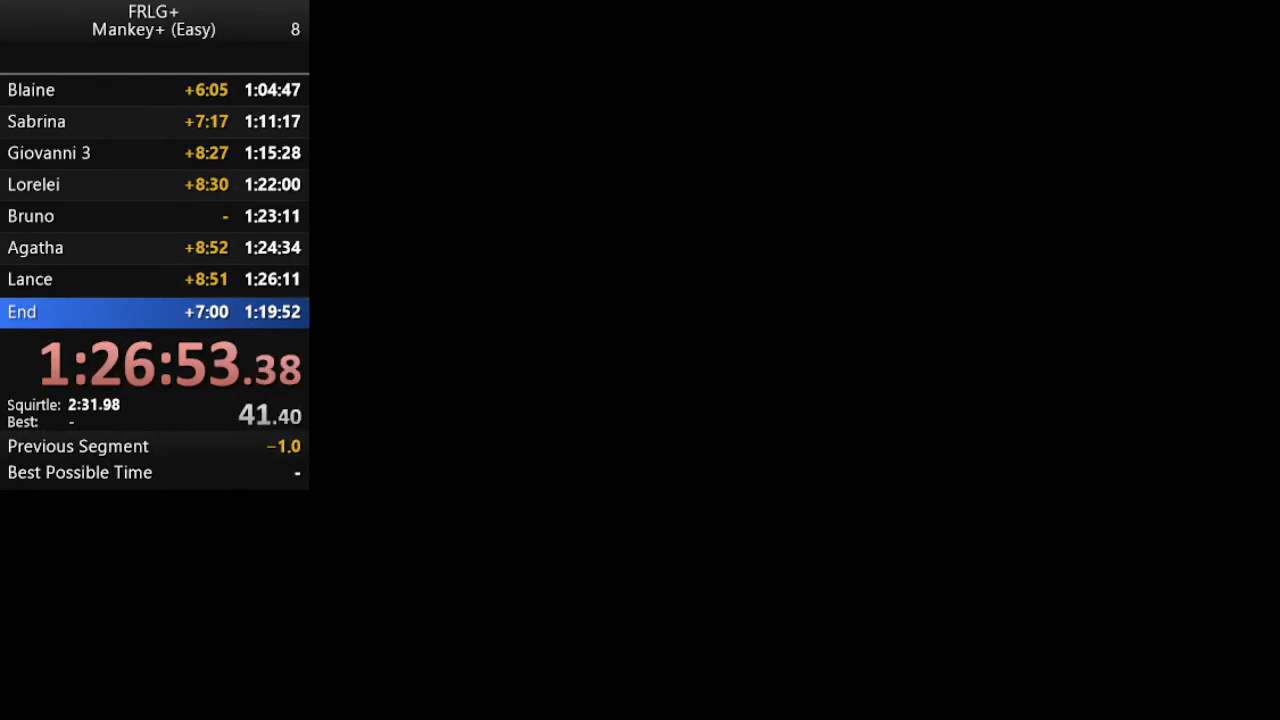 FRLG+
Mankey+ (Easy) 8
Blaine +6:05 1:04:47
Sabrina +7:17 1:11:17
Giovanni 3 +8:27 1:15:28
Lorelei +8:30 1:22:00
Bruno - 1:23:11
Agatha +8:52 1:24:34
Lance +8:51 1:26:11
End +7:00 1:19:52
1:26:53.38
Squirtle: 2:31.98 41.40
Best: -
Previous Segment −1.0
Best Possible Time -